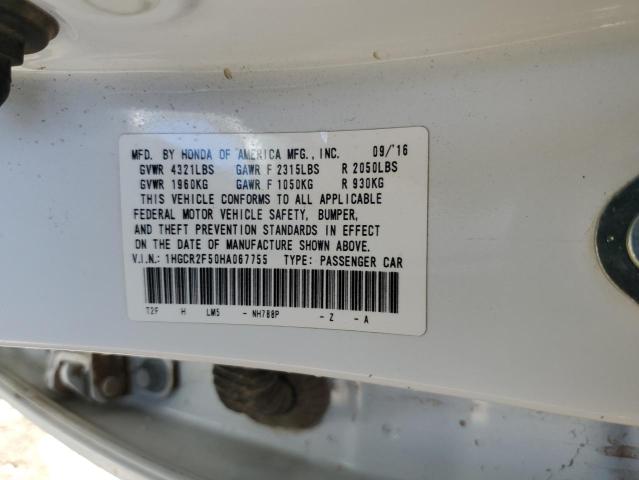 MFD. BY HONDA OF AMERICA MFG., INC. 09/'16
GVWR 4321LBS GAWR F 2315LBS R 2050LBS
GVWR 1960KG GAWR F 1050KG R 930KG
THIS VEHICLE CONFORMS TO ALL APPLICABLE
FEDERAL MOTOR VEHICLE SAFETY, BUMPER,
AND THEFT PREVENTION STANDARDS IN EFFECT
ON THE DATE OF MANUFACTURE SHOWN ABOVE.
V.I.N.: 1HGCR2F50HA067755 TYPE: PASSENGER CAR
T2F H LM5 - NH788P - Z - A